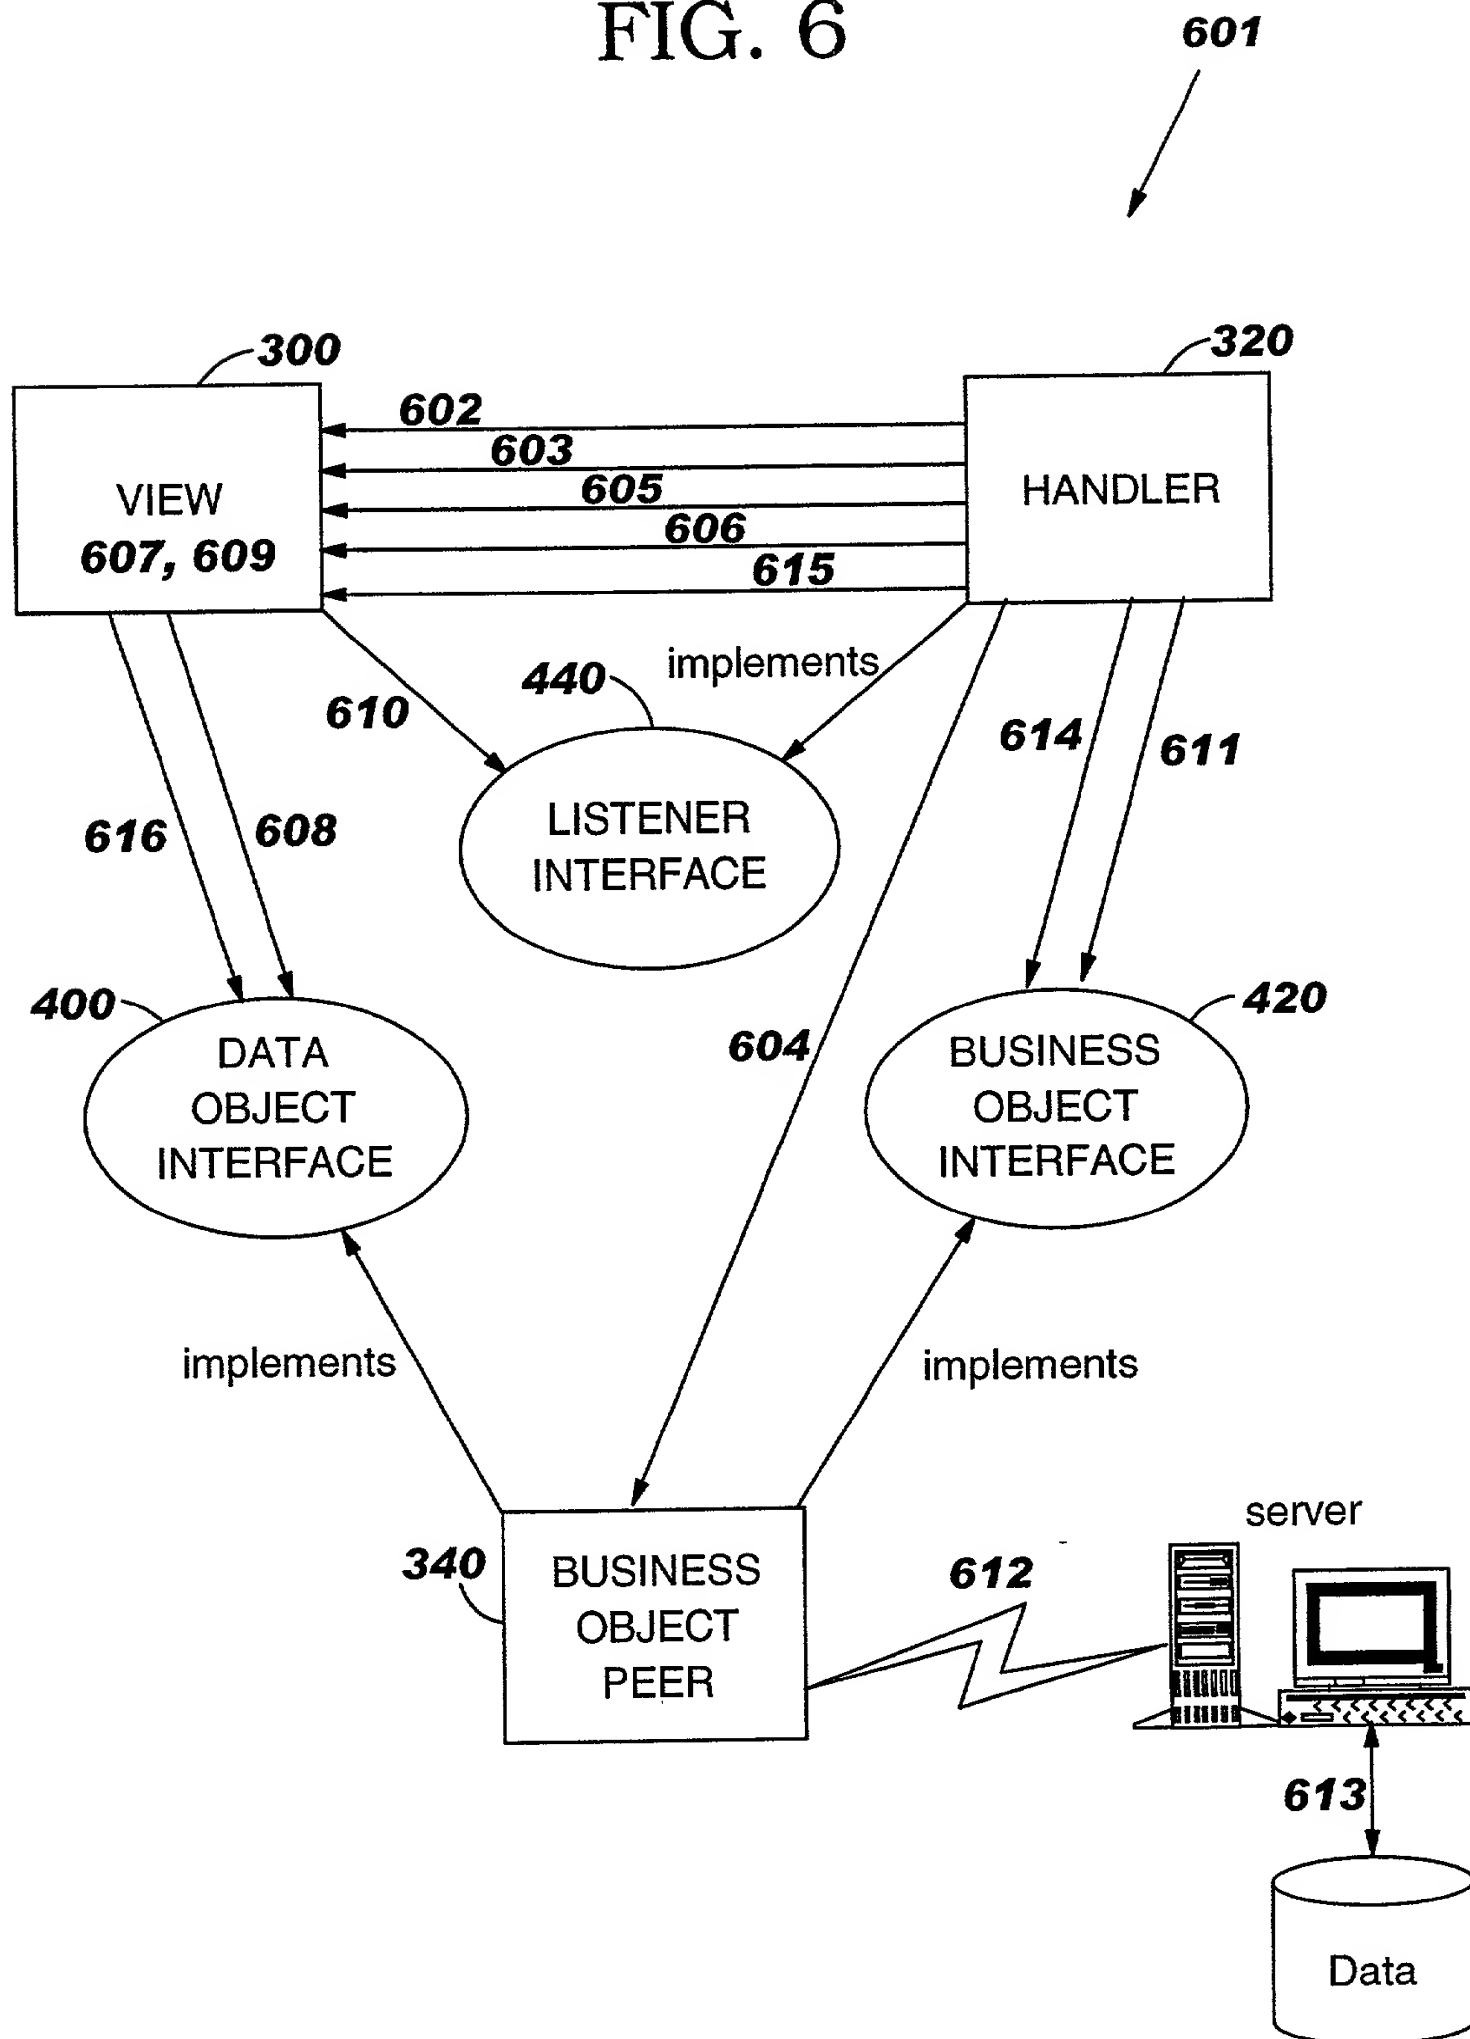 FIG. 6
601
300
320
602
603
605
606
615
VIEW
607, 609
HANDLER
implements
440
610
614
611
616
608
LISTENER
INTERFACE
400
420
604
DATA
OBJECT
INTERFACE
BUSINESS
OBJECT
INTERFACE
implements
implements
server
340
612
BUSINESS
OBJECT
PEER
613
Data